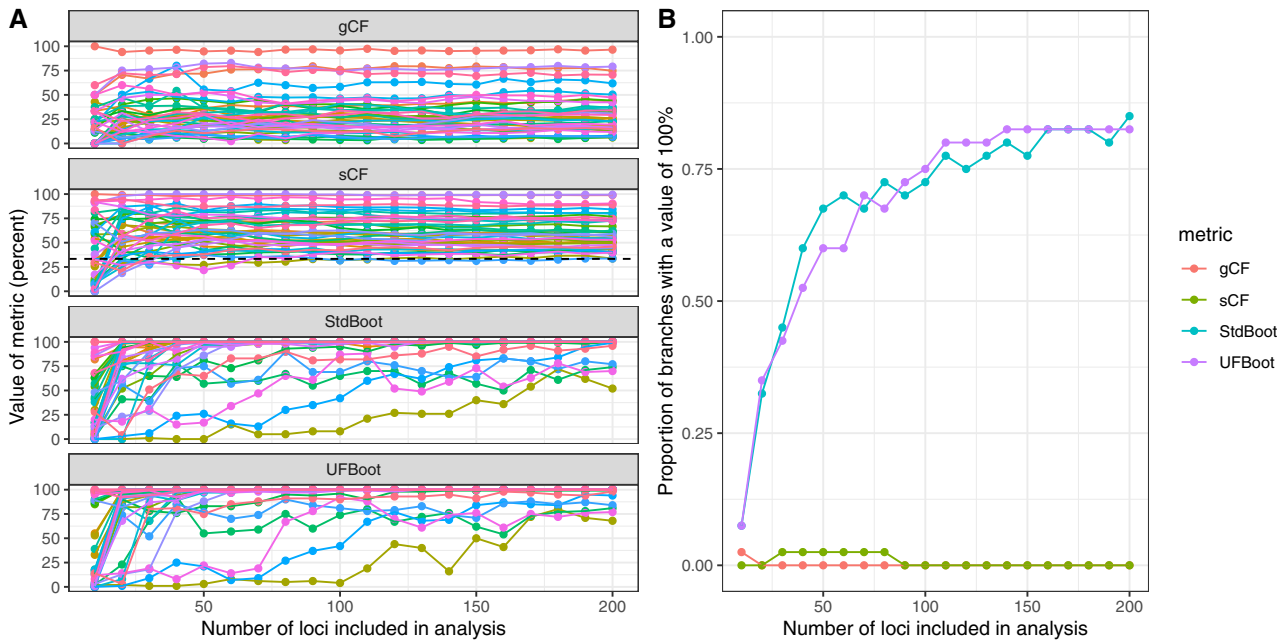 A
Value of metric (percent)
gCF
100
75
50
25
0
sCF
100
75
50
25
0
StdBoot
100
75
50
25
0
UFBoot
100
75
50
25
0
50
100
150
200
Number of loci included in analysis
B
Proportion of branches with a value of 100%
1.00
0.75
0.50
0.25
0.00
50
100
150
200
Number of loci included in analysis
metric
gCF
sCF
StdBoot
UFBoot